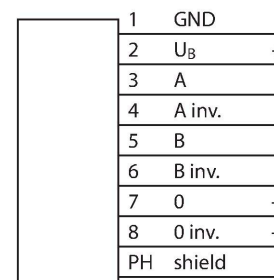 1 GND
2 U_B
3 A
4 A inv.
5 B
6 B inv.
7 0
8 0 inv.
PH shield